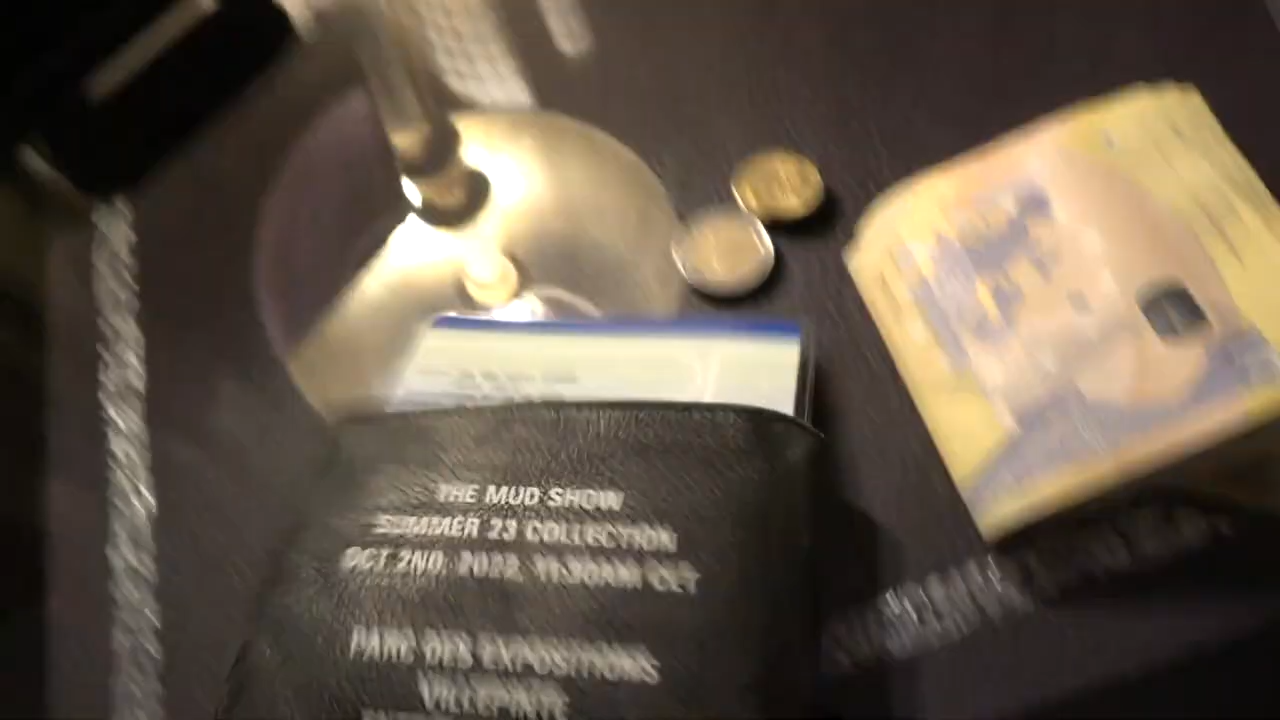 THE MUD SHOW
SUMMER 23 COLLECTION
OCT 2ND, 2022, 11:30AM CET
PARC DES EXPOSITIONS
VILLEPINTE